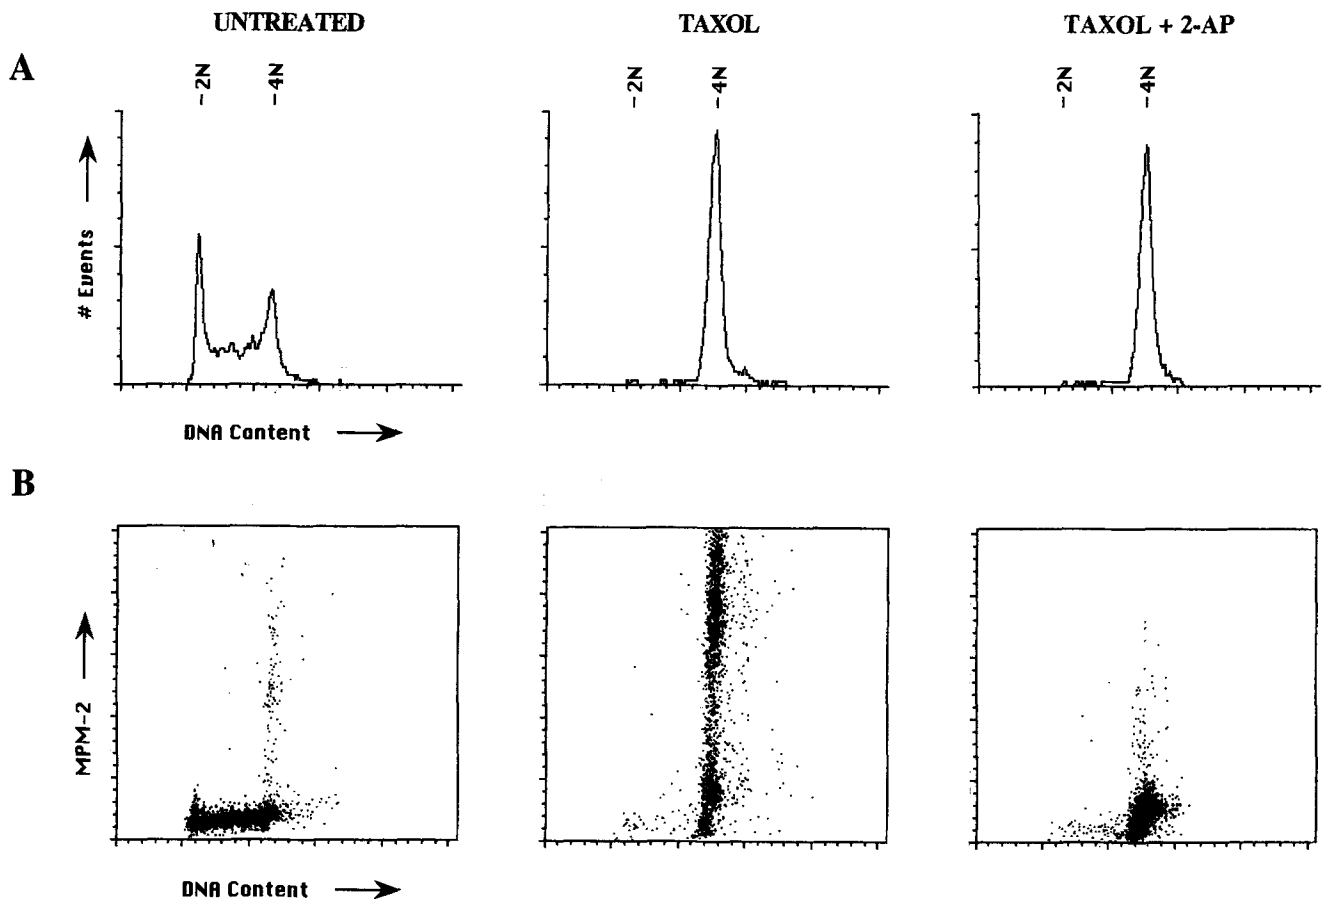 UNTREATED TAXOL TAXOL + 2-AP
A
-2N -4N -2N -4N -2N -4N
# Events
DNA Content
B
MPM-2
DNA Content